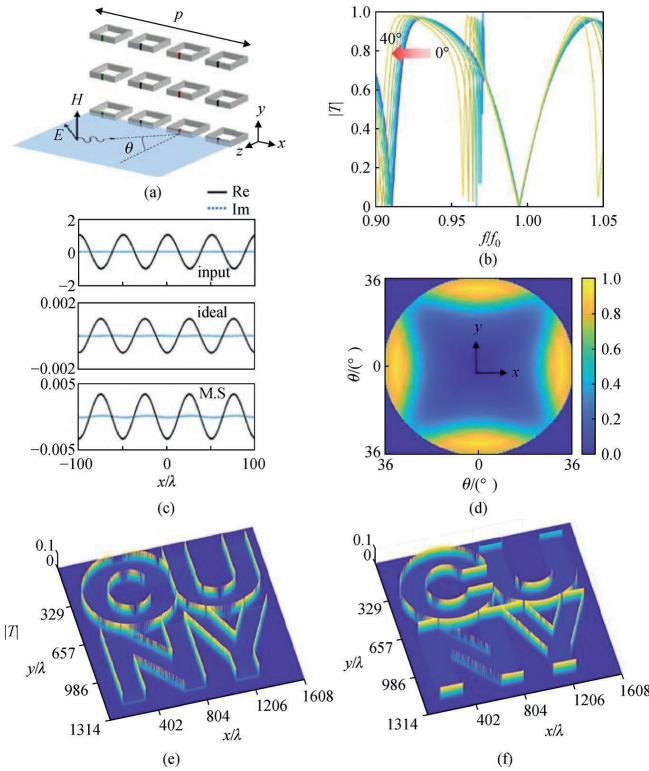 p
H
E
θ
y
z
x
(a)
1.0
0.8
0.6
0.4
0.2
0
|T|
40°
0°
0.90
0.95
1.00
1.05
f/f₀
(b)
Re
Im
2
0
−2
input
0.002
−0.002
ideal
0.005
−0.005
M.S
−100
−50
0
50
100
x/λ
(c)
36
0
36
θ/(°)
y
x
36
0
36
θ/(°)
1.0
0.8
0.6
0.4
0.2
0.0
(d)
0.1
0
|T|
329
657
986
1314
y/λ
402
804
1206
1608
x/λ
CU
NY
(e)
0.1
0
329
657
986
1314
y/λ
402
804
1206
1608
x/λ
(f)